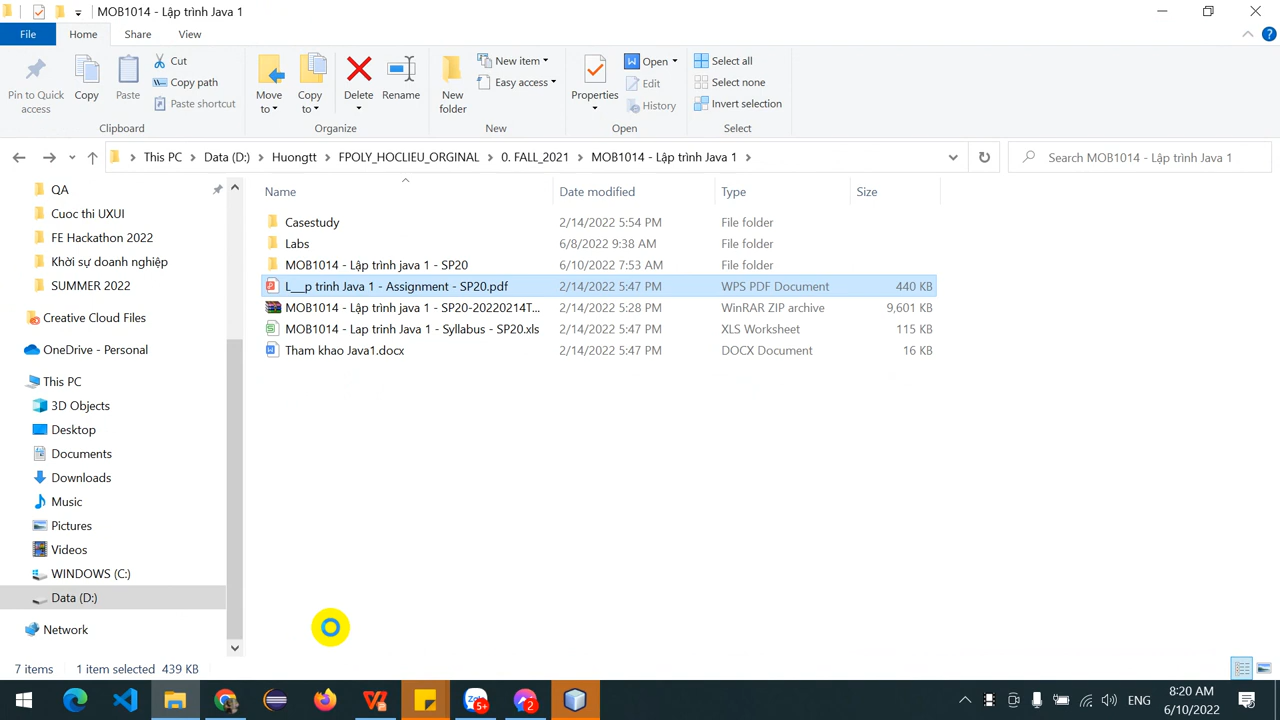 MOB1014 - Lập trình Java 1
File Home Share View
Pin to Quick access
Copy
Paste
Cut
Copy path
Paste shortcut
Clipboard
Move to
Copy to
Delete
Rename
Organize
New folder
New item
Easy access
New
Properties
Open
Edit
History
Open
Select all
Select none
Invert selection
Select
This PC > Data (D:) > Huongtt > FPOLY_HOCLIEU_ORGINAL > 0. FALL_2021 > MOB1014 - Lập trình Java 1 >
Search MOB1014 - Lập trình Java 1
QA
Cuoc thi UXUI
FE Hackathon 2022
Khởi sự doanh nghiệp
SUMMER 2022
Creative Cloud Files
OneDrive - Personal
This PC
3D Objects
Desktop
Documents
Downloads
Music
Pictures
Videos
WINDOWS (C:)
Data (D:)
Network
Name Date modified Type Size
Casestudy 2/14/2022 5:54 PM File folder
Labs 6/8/2022 9:38 AM File folder
MOB1014 - Lập trình java 1 - SP20 6/10/2022 7:53 AM File folder
L__p trinh Java 1 - Assignment - SP20.pdf 2/14/2022 5:47 PM WPS PDF Document 440 KB
MOB1014 - Lập trình java 1 - SP20-20220214T... 2/14/2022 5:28 PM WinRAR ZIP archive 9,601 KB
MOB1014 - Lap trinh Java 1 - Syllabus - SP20.xls 2/14/2022 5:47 PM XLS Worksheet 115 KB
Tham khao Java1.docx 2/14/2022 5:47 PM DOCX Document 16 KB
7 items 1 item selected 439 KB
Zalo 5+
2
ENG
8:20 AM
6/10/2022